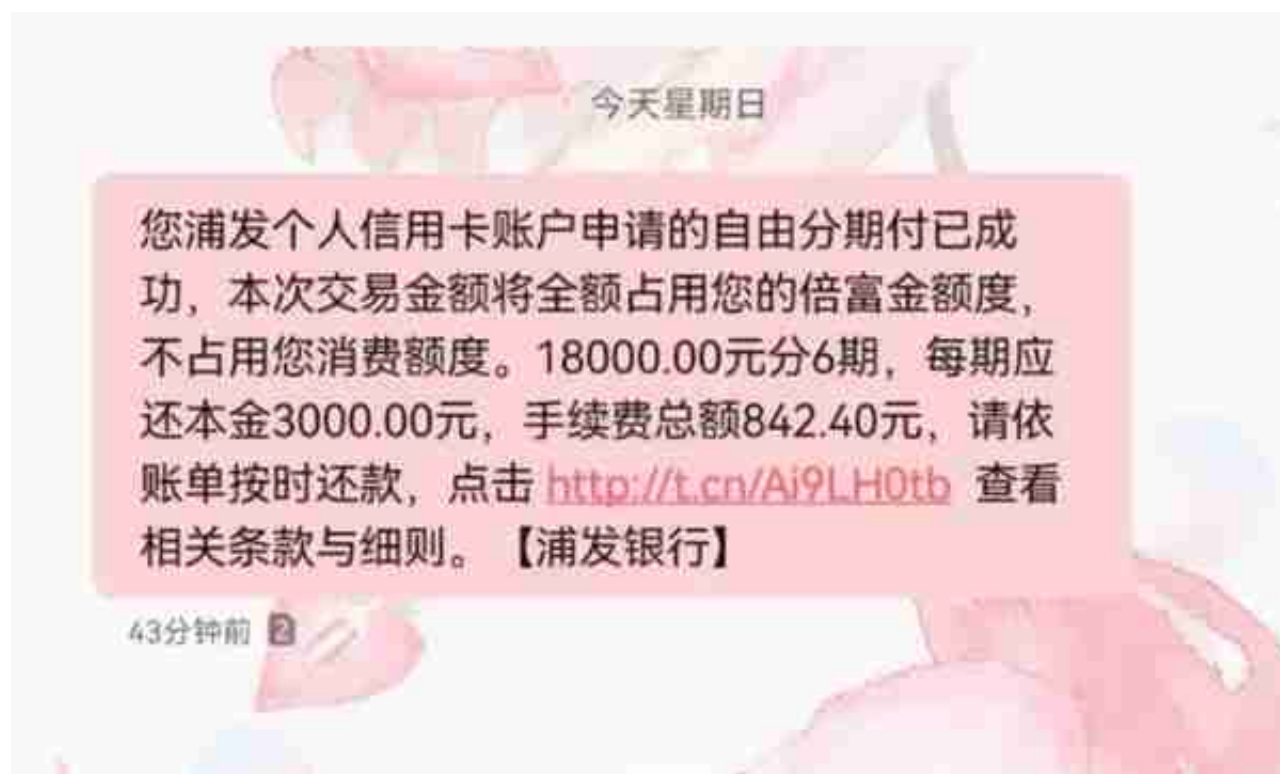 今天星期日
您浦发个人信用卡账户申请的自由分期付已成
功，本次交易金额将全额占用您的倍富金额度，
不占用您消费额度。18000.00元分6期，每期应
还本金3000.00元，手续费总额842.40元，请依
账单按时还款，点击 http://t.cn/Ai9LH0tb 查看
相关条款与细则。【浦发银行】
43分钟前 2